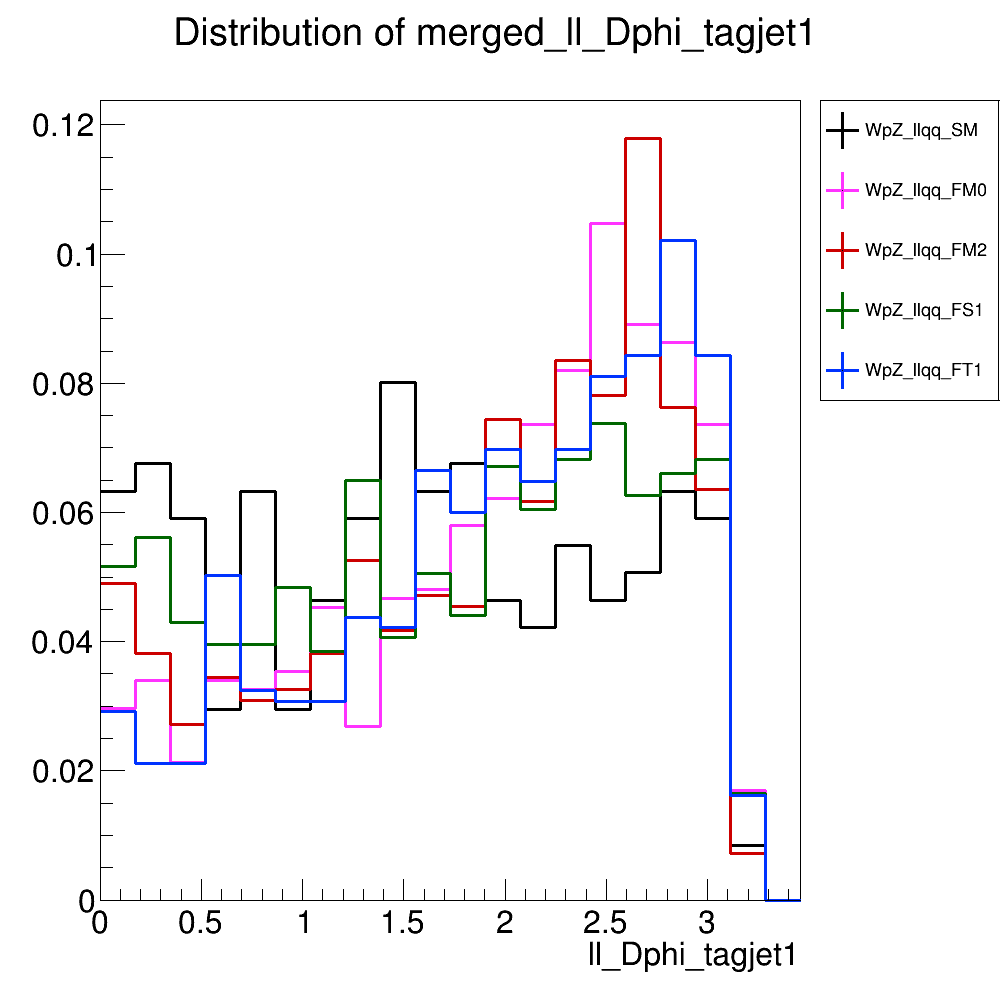 Distribution of merged_ll_Dphi_tagjet1
0.12
0.1
0.08
0.06
0.04
0.02
0
0 0.5 1 1.5 2 2.5 3
ll_Dphi_tagjet1
WpZ_llqq_SM
WpZ_llqq_FM0
WpZ_llqq_FM2
WpZ_llqq_FS1
WpZ_llqq_FT1